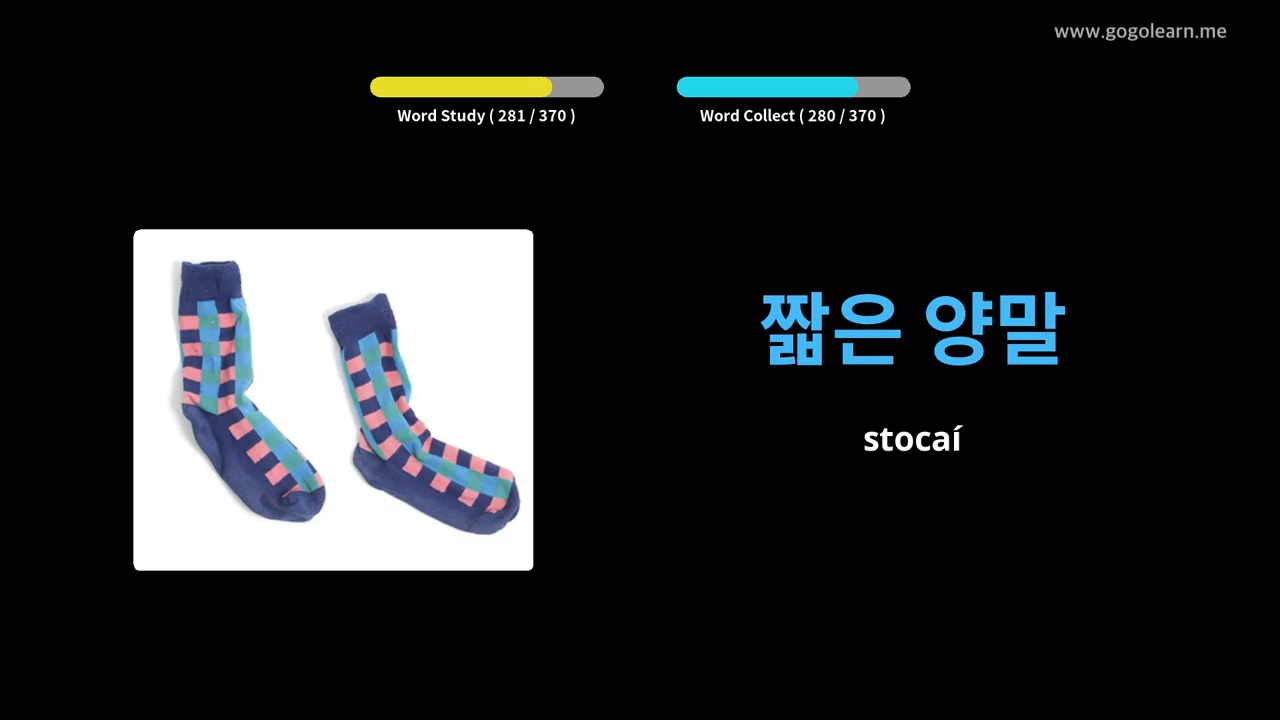 www.gogolearn.me
Word Study ( 281 / 370 )
Word Collect ( 280 / 370 )
짧은 양말
stocaí